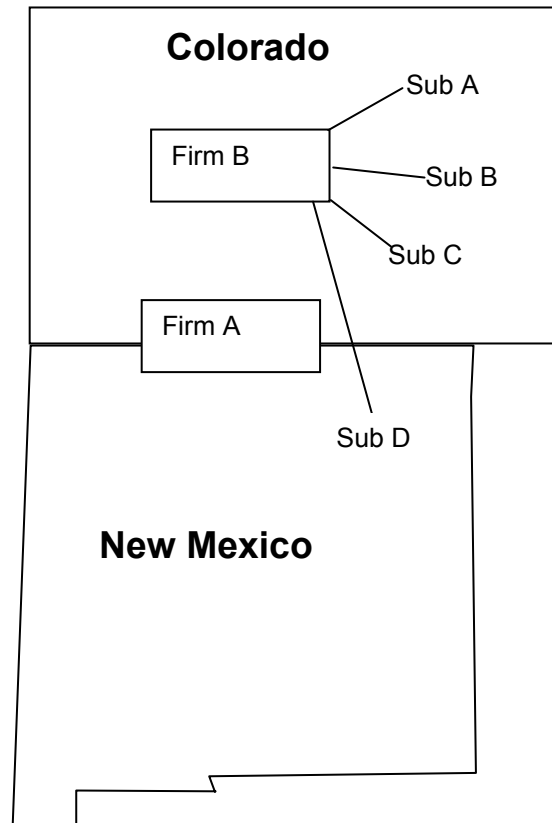 Colorado
Sub A
Firm B
Sub B
Sub C
Firm A
Sub D
New Mexico